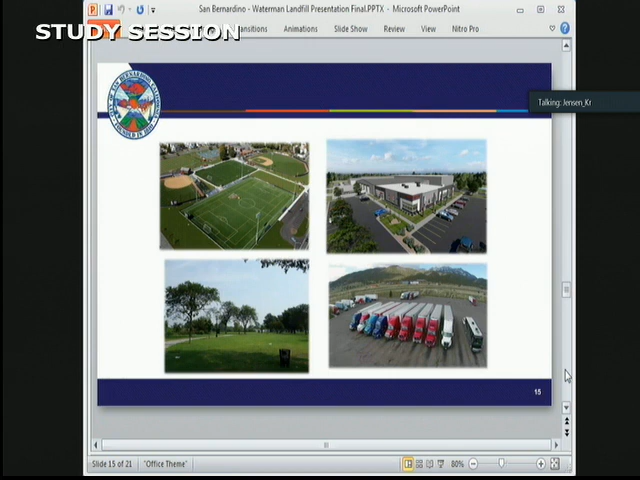 San Bernardino - Waterman Landfill Presentation Final.PPTX - Microsoft PowerPoint
STUDY SESSION
Animations Slide Show Review View Nitro Pro
Talking: Jensen_Kr
15
Slide 15 of 21 "Office Theme" 80%